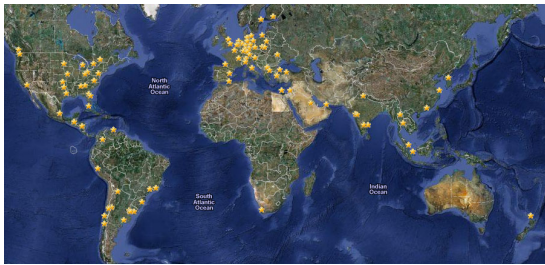 North
Atlantic
Ocean
South
Atlantic
Ocean
Indian
Ocean